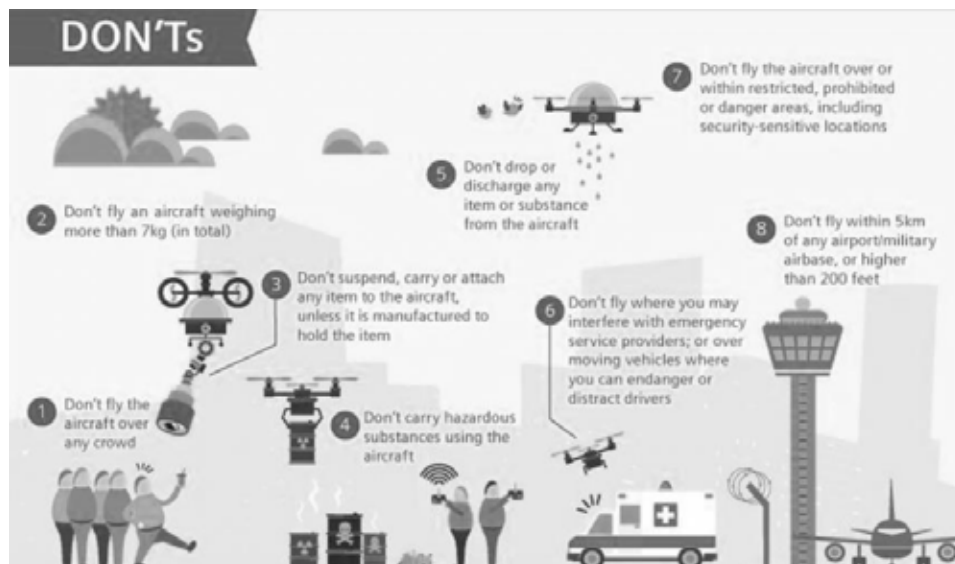 DON'Ts
1
Don't fly the
aircraft over
any crowd
2
Don't fly an aircraft weighing
more than 7kg (in total)
3
Don't suspend, carry or attach
any item to the aircraft,
unless it is manufactured to
hold the item
4
Don't carry hazardous
substances using the
aircraft
5
Don't drop or
discharge any
item or substance
from the aircraft
6
Don't fly where you may
interfere with emergency
service providers; or over
moving vehicles where
you can endanger or
distract drivers
7
Don't fly the aircraft over or
within restricted, prohibited
or danger areas, including
security-sensitive locations
8
Don't fly within 5km
of any airport/military
airbase, or higher
than 200 feet